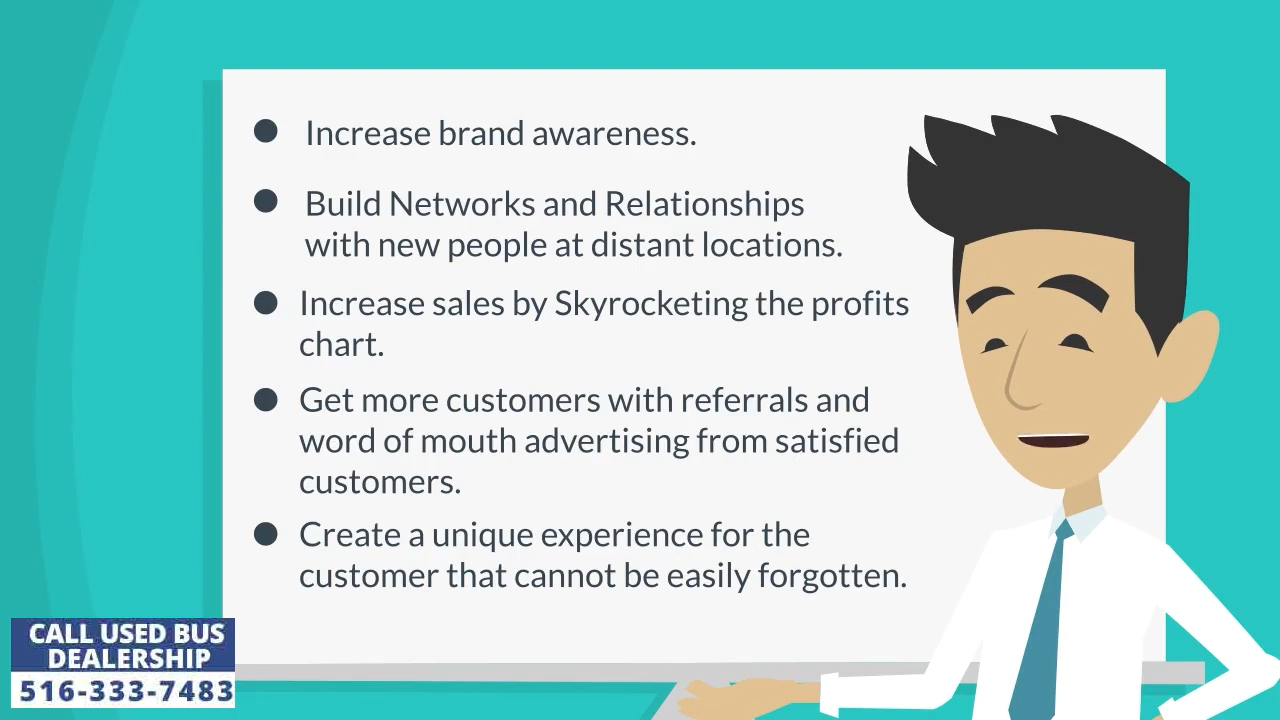 Increase brand awareness.
Build Networks and Relationships
with new people at distant locations.
Increase sales by Skyrocketing the profits
chart.
Get more customers with referrals and
word of mouth advertising from satisfied
customers.
Create a unique experience for the
customer that cannot be easily forgotten.
CALL USED BUS
DEALERSHIP
516-333-7483